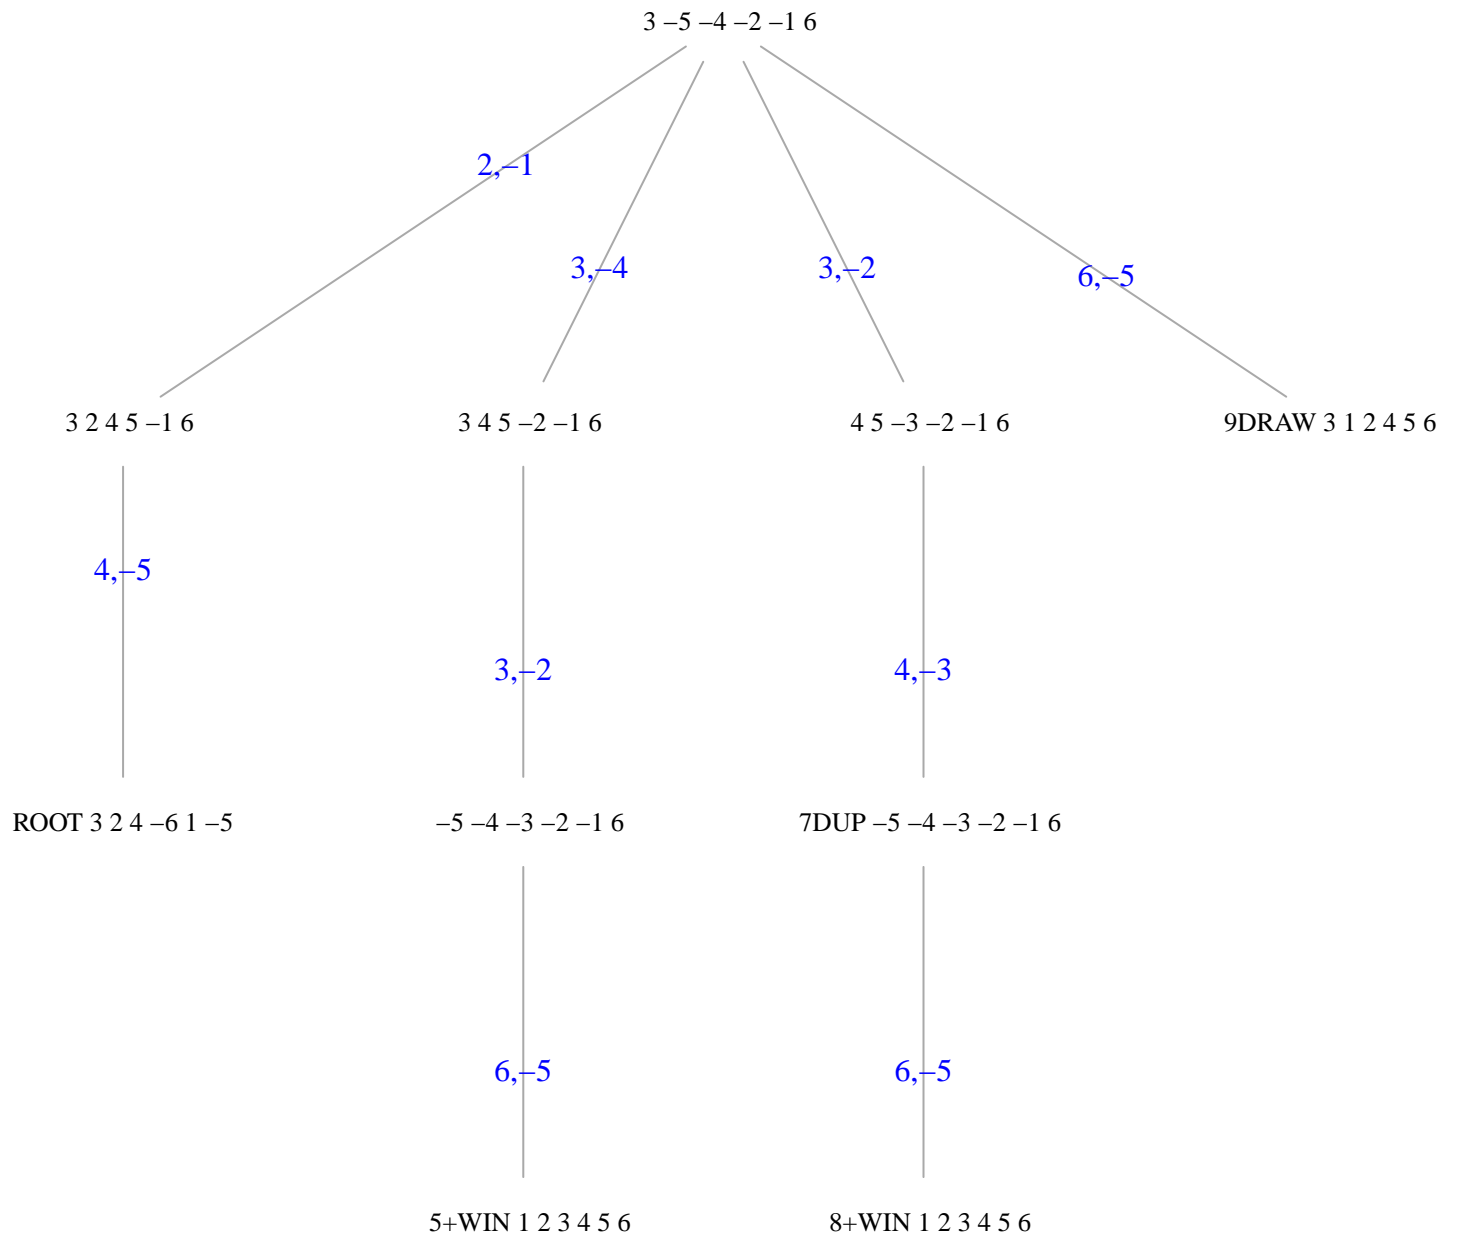 3 –5 –4 –2 –1 6
2,–1
3,–4
3,–2
6,–5
3 2 4 5 –1 6
3 4 5 –2 –1 6
4 5 –3 –2 –1 6
9DRAW 3 1 2 4 5 6
4,–5
3,–2
4,–3
ROOT 3 2 4 –6 1 –5
–5 –4 –3 –2 –1 6
7DUP –5 –4 –3 –2 –1 6
6,–5
6,–5
5+WIN 1 2 3 4 5 6
8+WIN 1 2 3 4 5 6